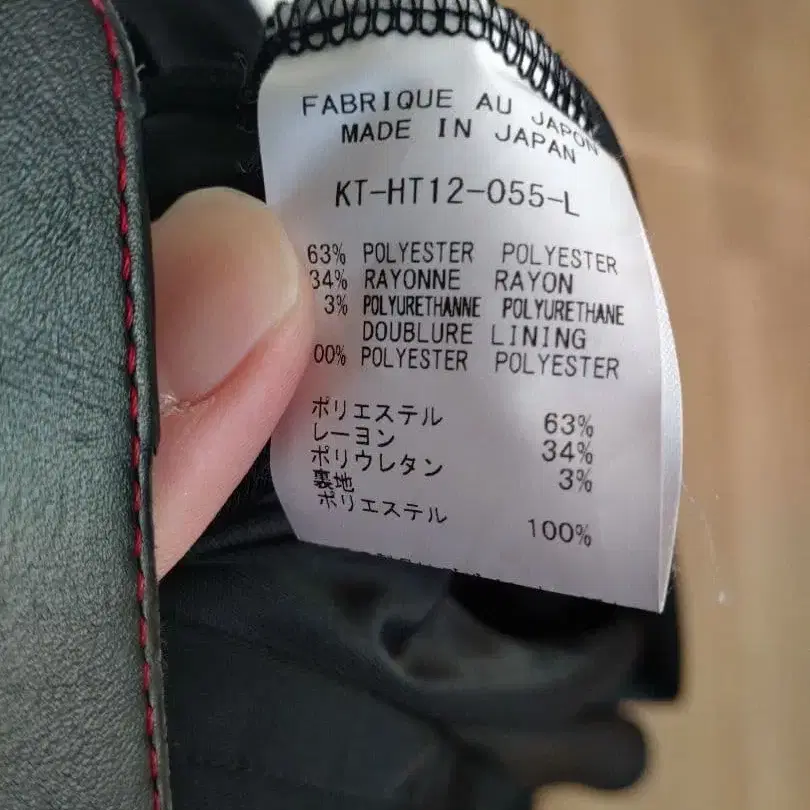 FABRIQUE AU JAPON
MADE IN JAPAN
KT-HT12-055-L
63% POLYESTER POLYESTER
34% RAYONNE RAYON
3% POLYURETHANNE POLYURETHANE
DOUBLURE LINING
00% POLYESTER POLYESTER
ポリエステル 63%
レーヨン 34%
ポリウレタン 3%
裏地
ポリエステル 100%